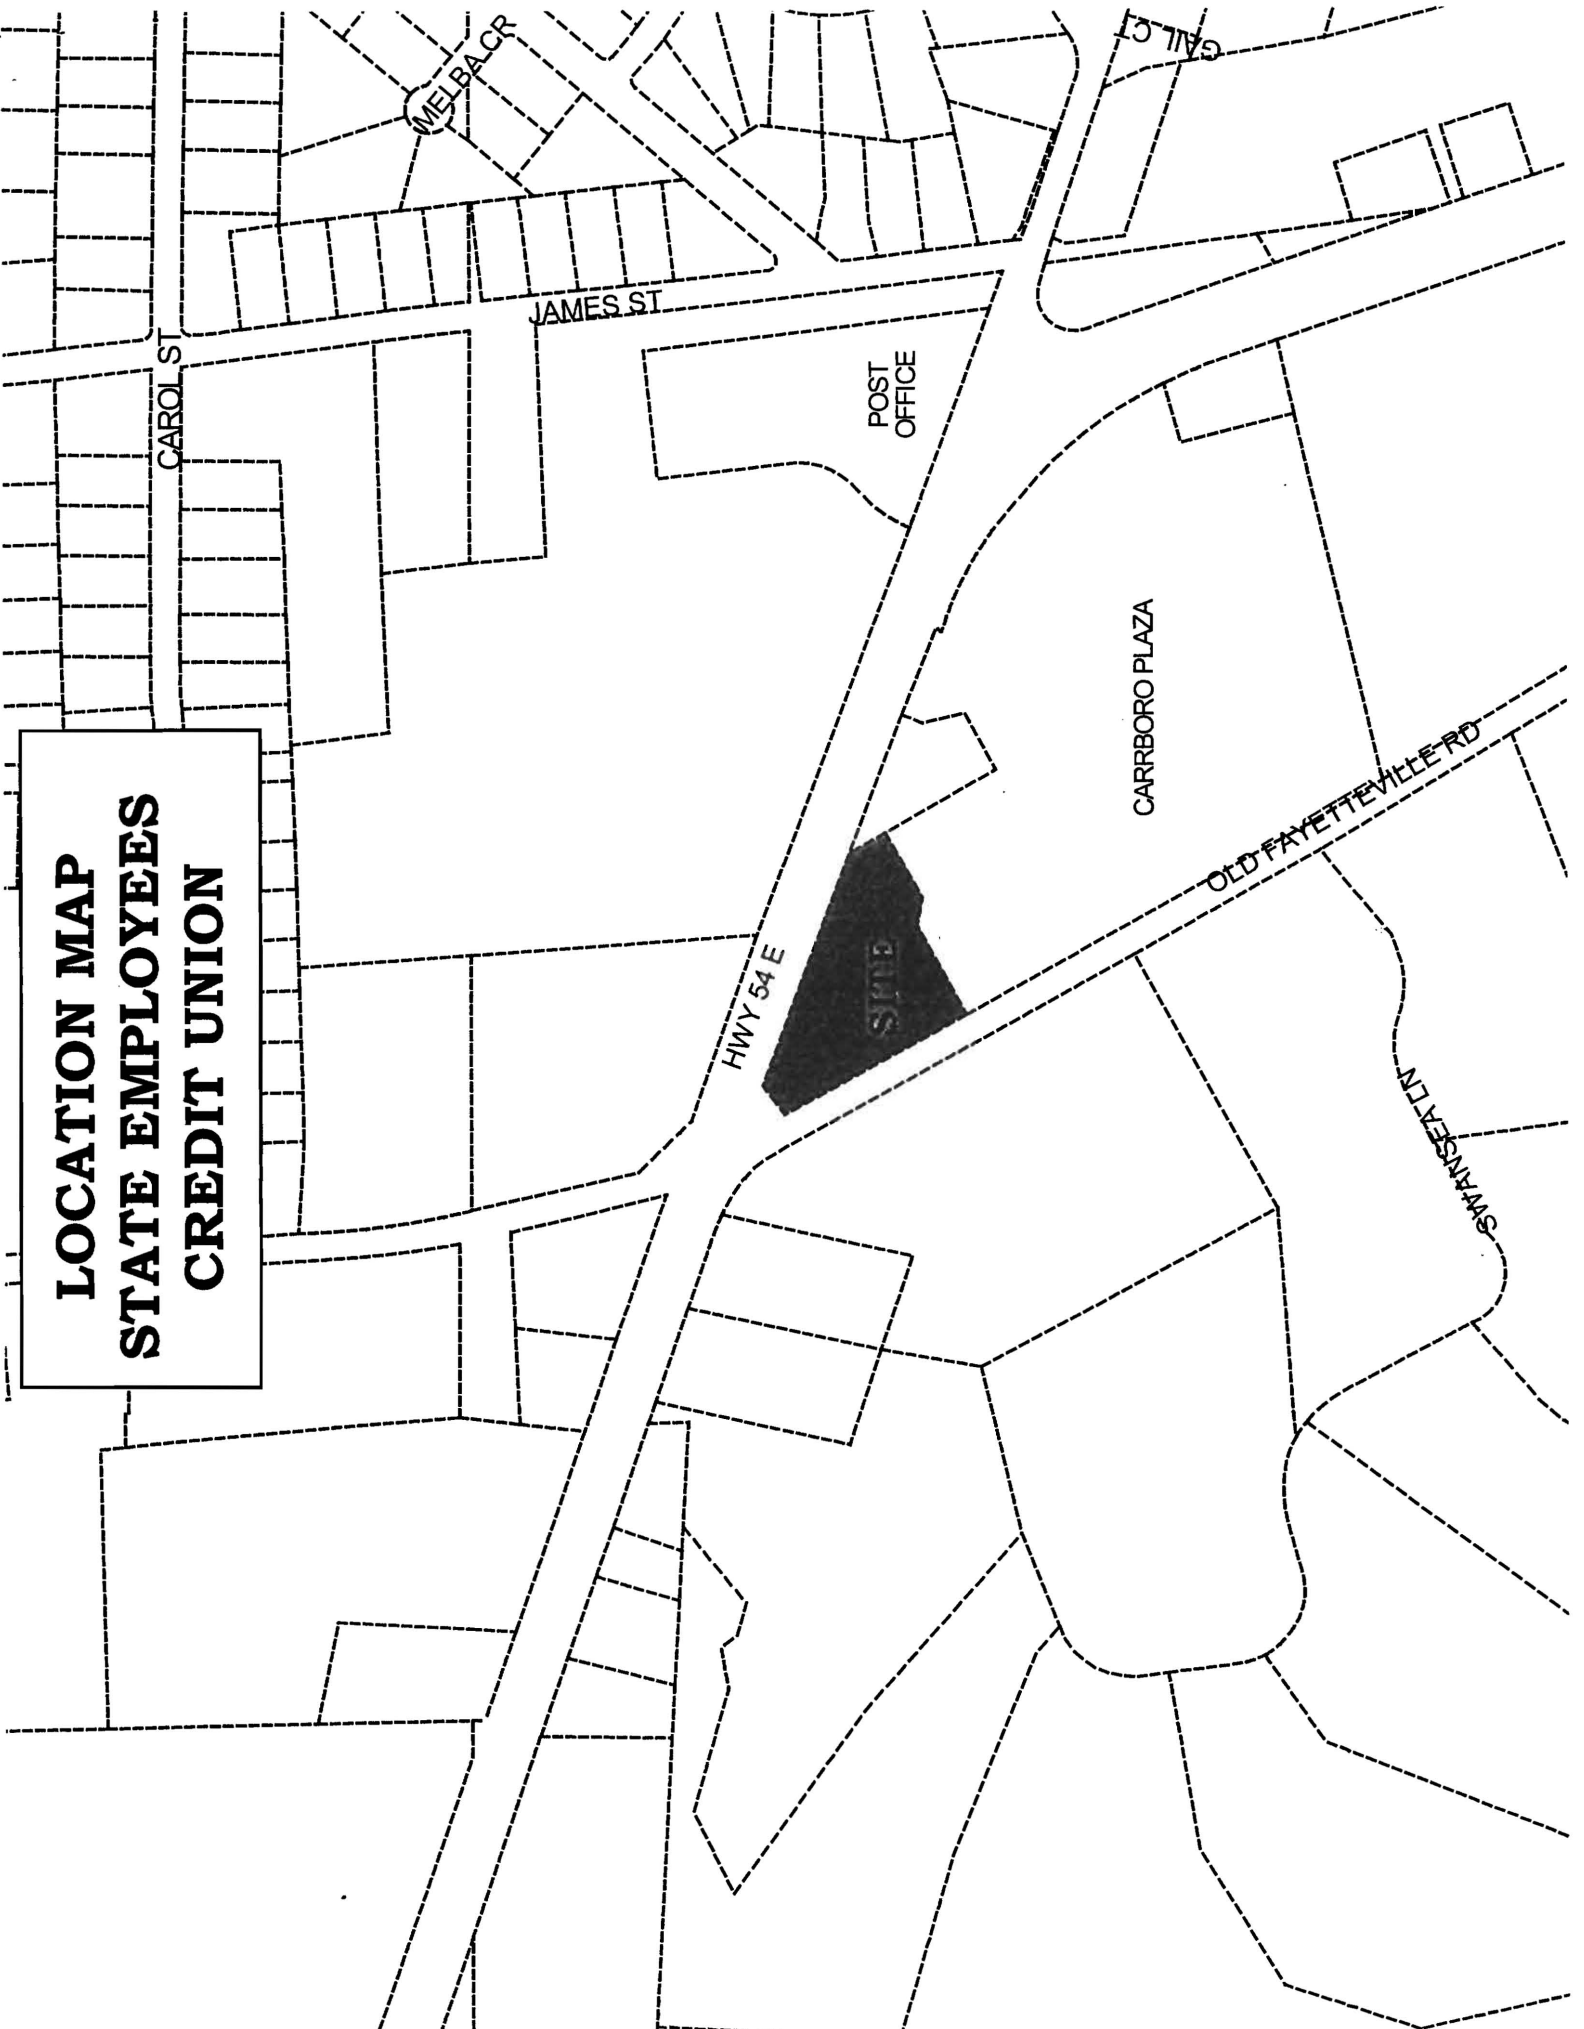 LOCATION MAP
STATE EMPLOYEES
CREDIT UNION
CAROL ST
MELBA CR
JAMES ST
GAIL CT
POST
OFFICE
HWY 54 E
SITE
CARRBORO PLAZA
OLD FAYETTEVILLE RD
SWANSEA LN